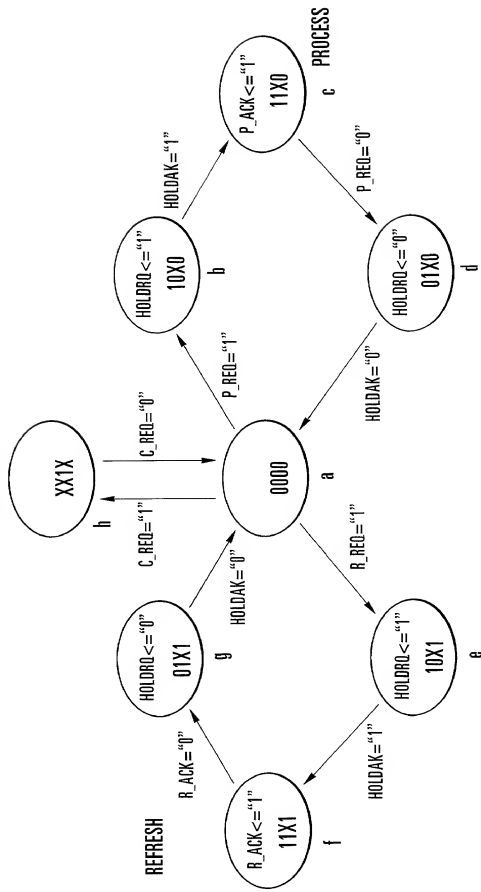 REFRESH
PROCESS
XX1X
h
C_REQ="1"
C_REQ="0"
HOLDRQ<="0"
01X1
g
HOLDRQ<="1"
10X0
b
R_ACK="0"
HOLDAK="0"
P_REQ="1"
HOLDAK="1"
R_ACK<="1"
11X1
f
0000
a
P_ACK<="1"
11X0
c
HOLDAK="1"
R_REQ="1"
HOLDAK="0"
P_REQ="0"
HOLDRQ<="1"
10X1
e
HOLDRQ<="0"
01X0
d